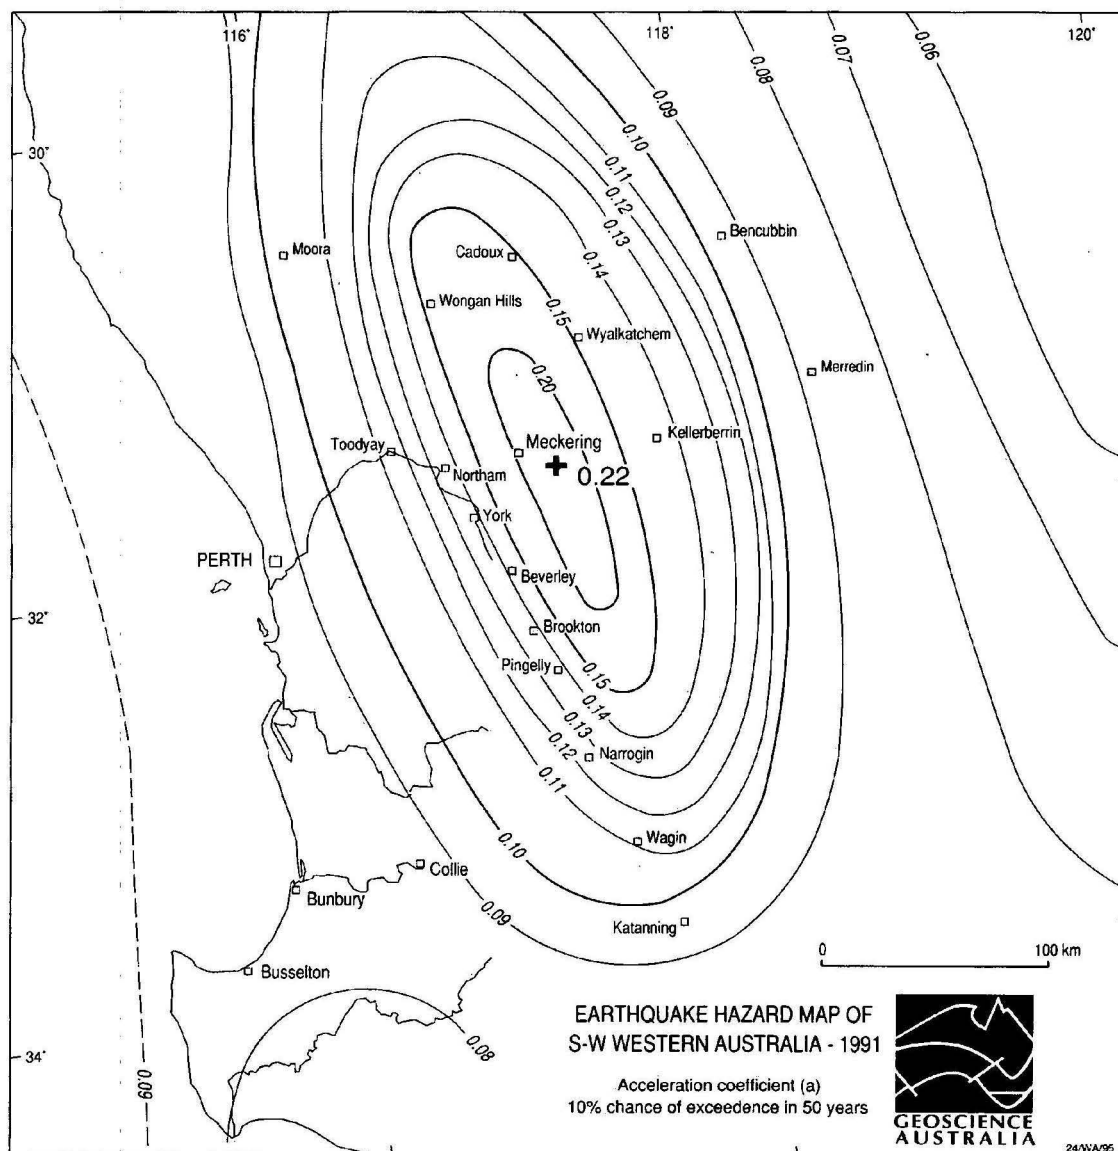 116°
118°
120°
0.06
0.07
0.08
0.09
0.10
0.11
0.12
0.13
0.14
0.15
0.20
30°
Moora
Cadoux
Bencubbin
Wongan Hills
Wyalkatchem
Merredin
Toodyay
Meckering
Kellerberrin
Northam
0.22
York
PERTH
Beverley
32°
Brookton
Pingelly
0.15
0.14
0.13
0.12
0.11
0.10
0.09
Narrogin
Wagin
Collie
Bunbury
Katanning
Busselton
0 100 km
34°
0.09
0.08
EARTHQUAKE HAZARD MAP OF
S-W WESTERN AUSTRALIA - 1991
Acceleration coefficient (a)
10% chance of exceedence in 50 years
GEOSCIENCE
AUSTRALIA
24/WA/95